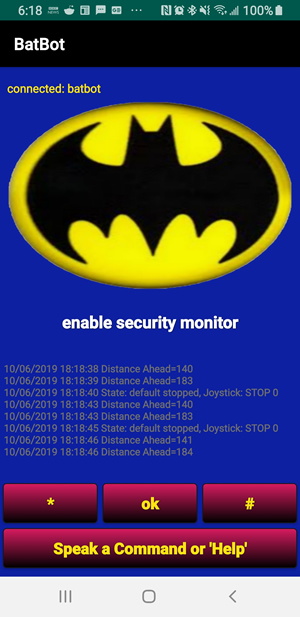 6:18 100%
BatBot
connected: batbot
enable security monitor
10/06/2019 18:18:38 Distance Ahead=140
10/06/2019 18:18:39 Distance Ahead=183
10/06/2019 18:18:40 State: default stopped, Joystick: STOP 0
10/06/2019 18:18:43 Distance Ahead=140
10/06/2019 18:18:43 Distance Ahead=183
10/06/2019 18:18:45 State: default stopped, Joystick: STOP 0
10/06/2019 18:18:46 Distance Ahead=141
10/06/2019 18:18:46 Distance Ahead=184
* ok #
Speak a Command or 'Help'